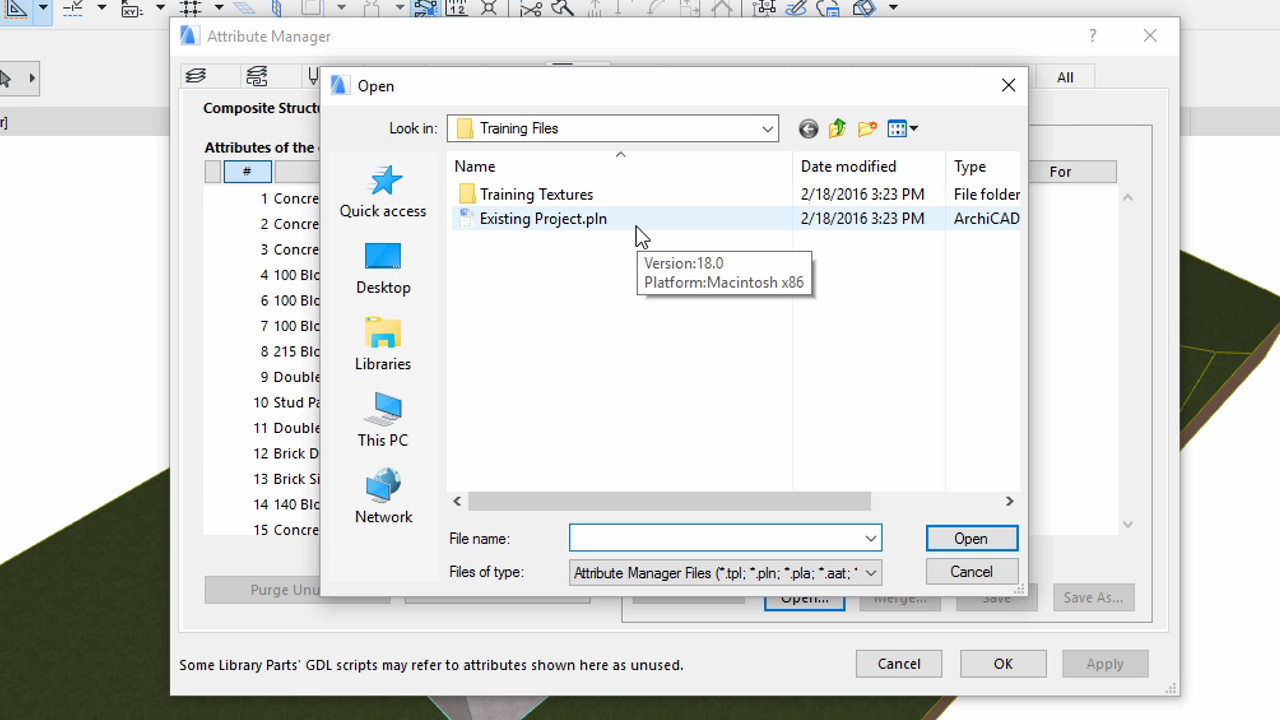 12
XY:
r]
Attribute Manager
?
All
Composite Structu
Attributes of the
#
For
1 Concre
2 Concre
3 Concre
4 100 Blo
6 100 Blo
7 100 Blo
8 215 Blo
9 Double
10 Stud Pa
11 Double
12 Brick D
13 Brick Si
14 140 Blo
15 Concre
Purge Unu
Open
Look in:
Training Files
Name
Date modified
Type
Training Textures
2/18/2016 3:23 PM
File folder
Existing Project.pln
2/18/2016 3:23 PM
ArchiCAD
Version:18.0
Platform:Macintosh x86
Quick access
Desktop
Libraries
This PC
Network
File name:
Open
Files of type:
Attribute Manager Files (*.tpl; *.pln; *.pla; *.aat; *
Cancel
Open...
Merge...
Save
Save As...
Some Library Parts' GDL scripts may refer to attributes shown here as unused.
Cancel
OK
Apply